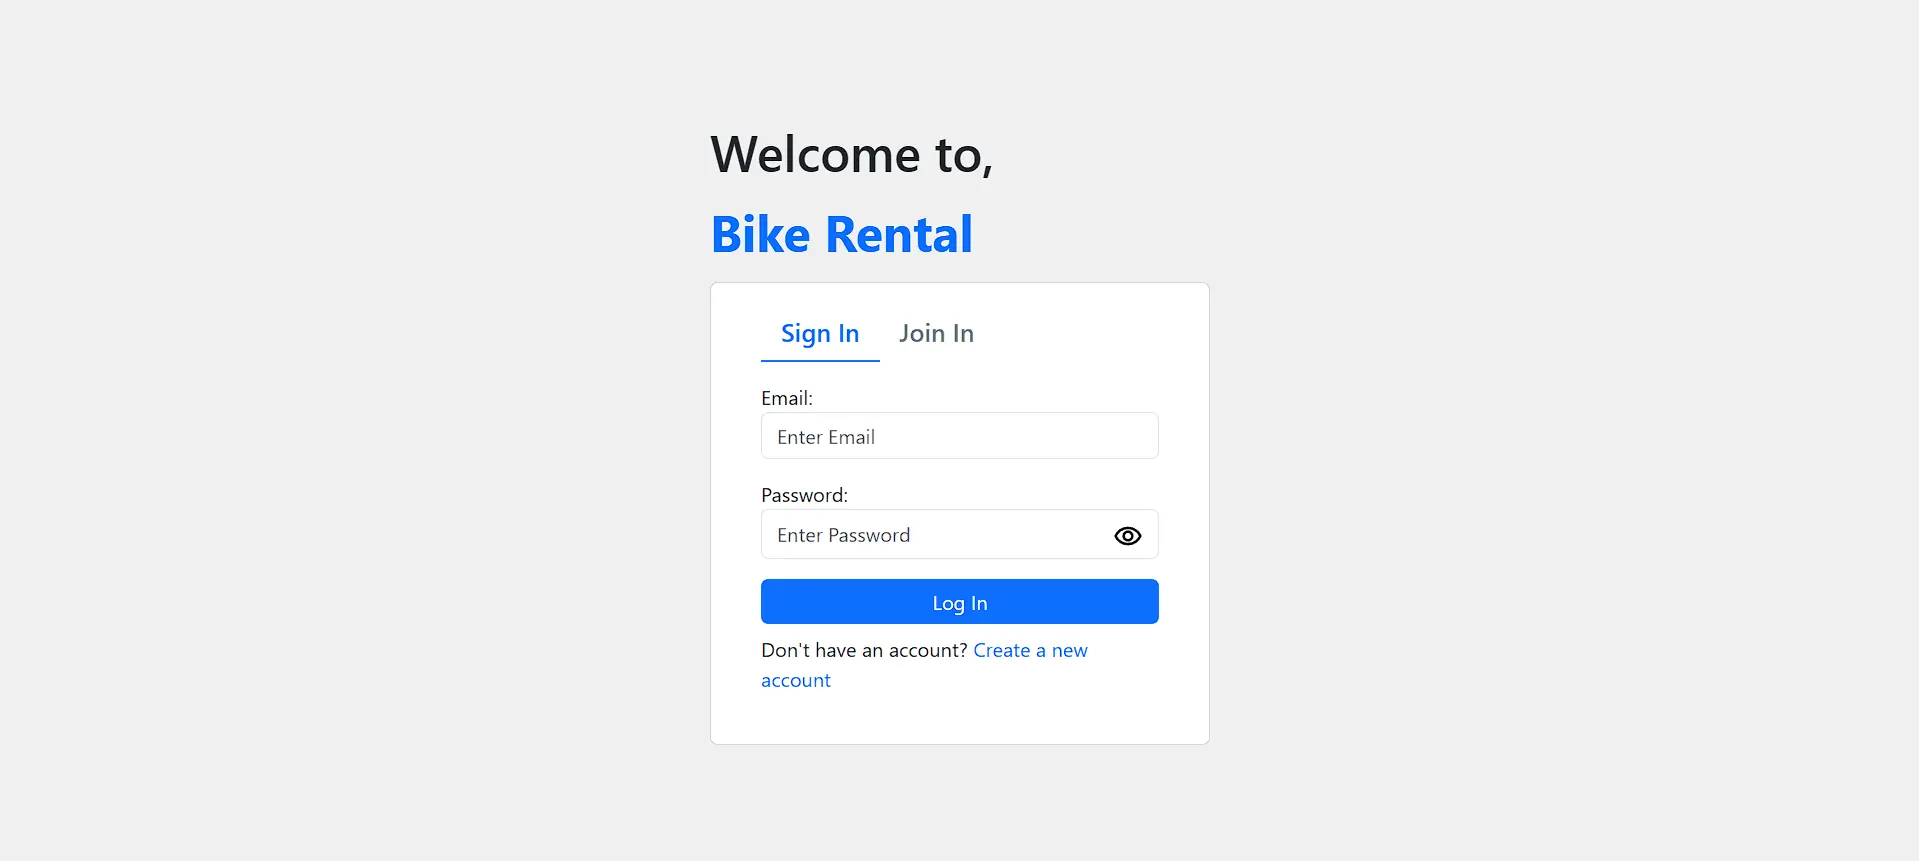 Welcome to,
Bike Rental
Sign In Join In
Email:
Enter Email
Password:
Enter Password
Log In
Don't have an account? Create a new
account